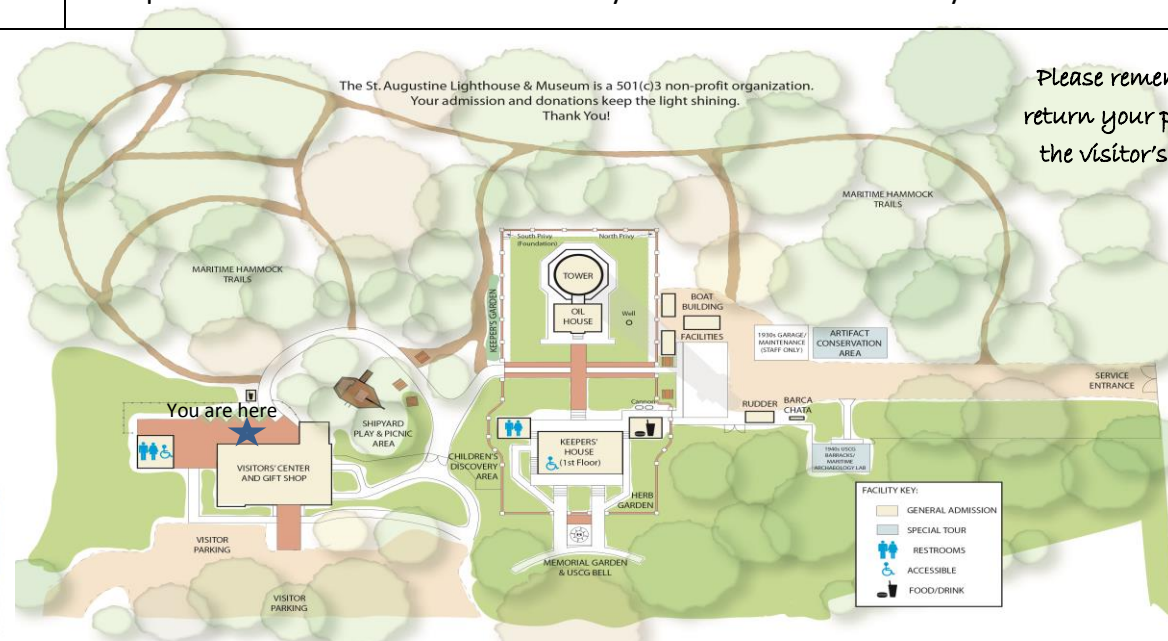 The St. Augustine Lighthouse & Museum is a 501(c)3 non-profit organization.
Your admission and donations keep the light shining.
Thank You!
Please
return your
the visitor's
MARITIME HAMMOCK
TRAILS
MARITIME HAMMOCK
TRAILS
South Privy
(Foundation)
North Privy
TOWER
OIL
HOUSE
Well
KEEPER'S GARDEN
BOAT
BUILDING
FACILITIES
1930s GARAGE/
MAINTENANCE
(STAFF ONLY)
ARTIFACT
CONSERVATION
AREA
SERVICE
ENTRANCE
You are here
SHIPYARD
PLAY & PICNIC
AREA
Cannons
RUDDER
BARCA
CHATA
VISITORS' CENTER
AND GIFT SHOP
CHILDREN'S
DISCOVERY
AREA
KEEPERS'
HOUSE
(1st Floor)
1940s USCG
BARRACKS/
MARITIME
ARCHAEOLOGY LAB
HERB
GARDEN
VISITOR
PARKING
MEMORIAL GARDEN
& USCG BELL
VISITOR
PARKING
FACILITY KEY:
GENERAL ADMISSION
SPECIAL TOUR
RESTROOMS
ACCESSIBLE
FOOD/DRINK